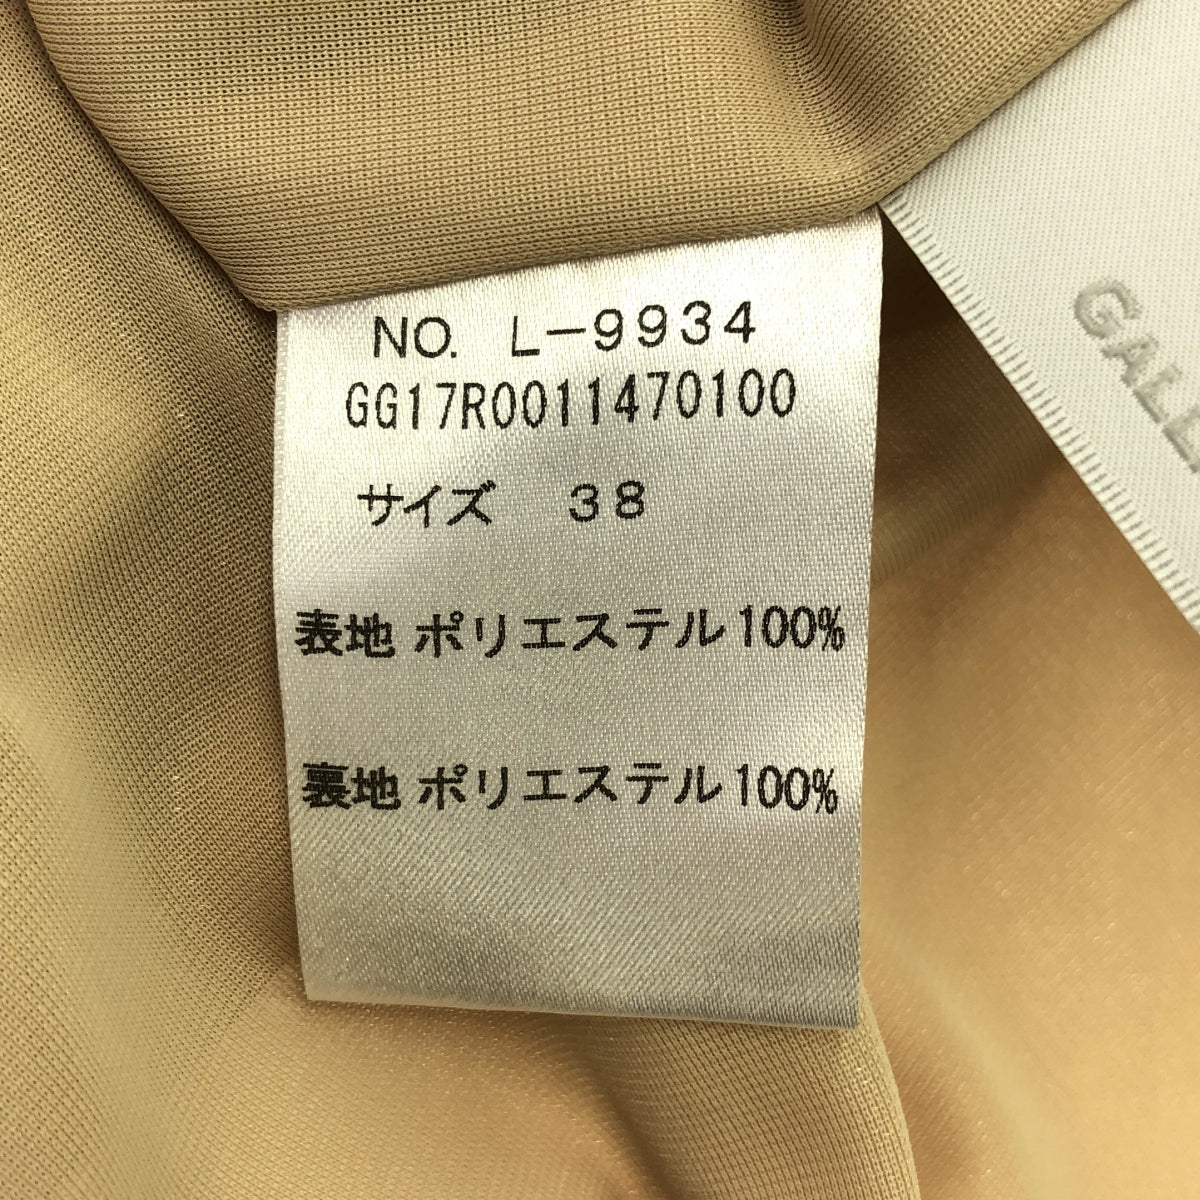 NO. L-9934
GG17R0011470100
サイズ 38
表地 ポリエステル100%
裏地 ポリエステル100%